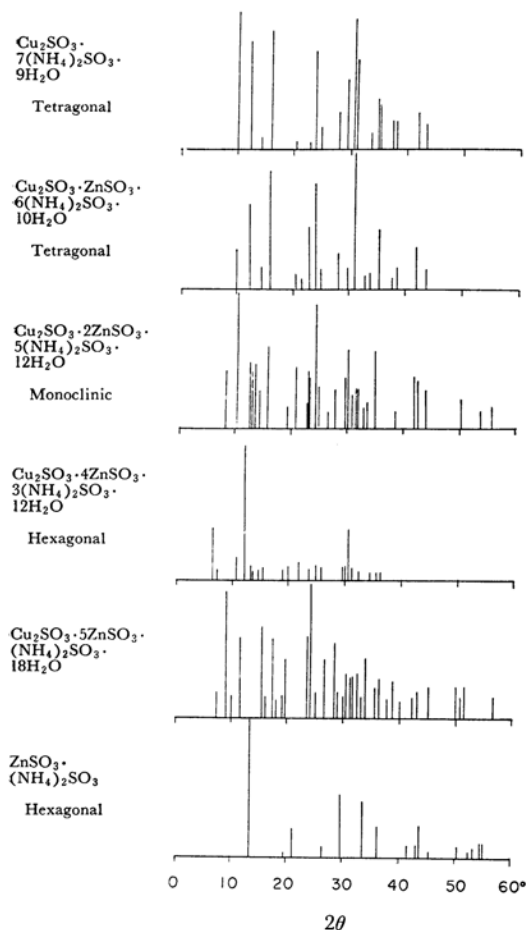 Cu₂SO₃·
7(NH₄)₂SO₃·
9H₂O
Tetragonal
Cu₂SO₃·ZnSO₃·
6(NH₄)₂SO₃·
10H₂O
Tetragonal
Cu₂SO₃·2ZnSO₃·
5(NH₄)₂SO₃·
12H₂O
Monoclinic
Cu₂SO₃·4ZnSO₃·
3(NH₄)₂SO₃·
12H₂O
Hexagonal
Cu₂SO₃·5ZnSO₃·
(NH₄)₂SO₃·
18H₂O
ZnSO₃·
(NH₄)₂SO₃
Hexagonal
0 10 20 30 40 50 60°
2θ